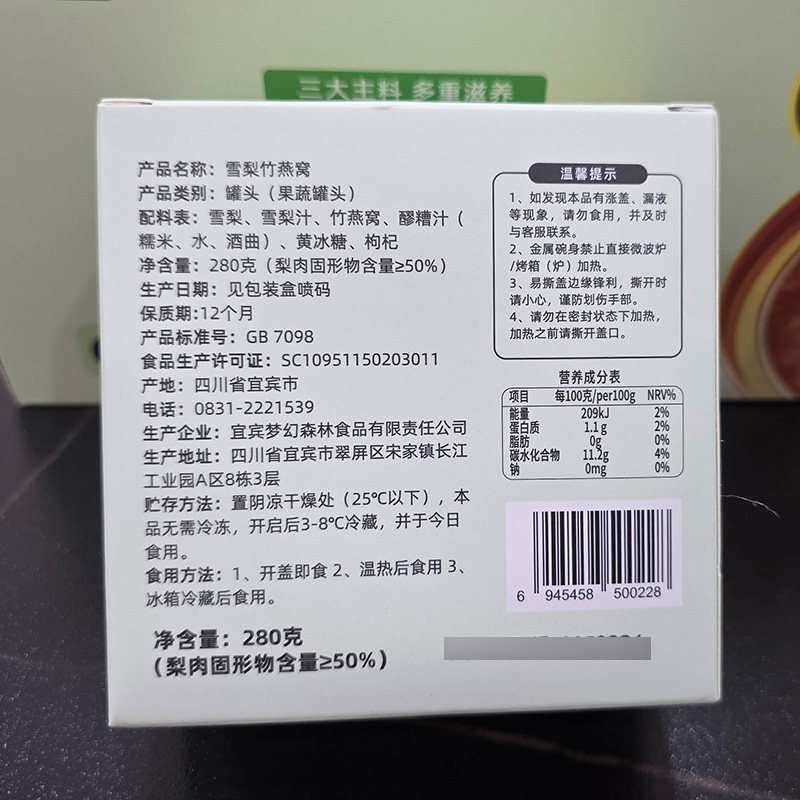 三大主料 多重滋养
产品名称：雪梨竹燕窝
产品类别：罐头（果蔬罐头）
配料表：雪梨、雪梨汁、竹燕窝、醪糟汁（
糯米、水、酒曲）、黄冰糖、枸杞
净含量：280克（梨肉固形物含量≥50%）
生产日期：见包装盒喷码
保质期:12个月
产品标准号：GB 7098
食品生产许可证：SC10951150203011
产地：四川省宜宾市
电话：0831-2221539
生产企业：宜宾梦幻森林食品有限责任公司
生产地址：四川省宜宾市翠屏区宋家镇长江
工业园A区8栋3层
贮存方法：置阴凉干燥处（25℃以下），本
品无需冷冻，开启后3-8℃冷藏，并于今日
食用。
食用方法：1、开盖即食 2、温热后食用 3、
冰箱冷藏后食用。
净含量：280克
（梨肉固形物含量≥50%）
温馨提示
1、如发现本品有涨盖、漏液
等现象，请勿食用，并及时
与客服联系。
2、金属碗身禁止直接微波炉
/烤箱（炉）加热。
3、易撕盖边缘锋利，撕开时
请小心，谨防划伤手部。
4、请勿在密封状态下加热，
加热之前请撕开盖口。
营养成分表
项目 每100克/per100g NRV%
能量 209kJ 2%
蛋白质 1.1g 2%
脂肪 0g 0%
碳水化合物 11.2g 4%
钠 0mg 0%
6 945458 500228